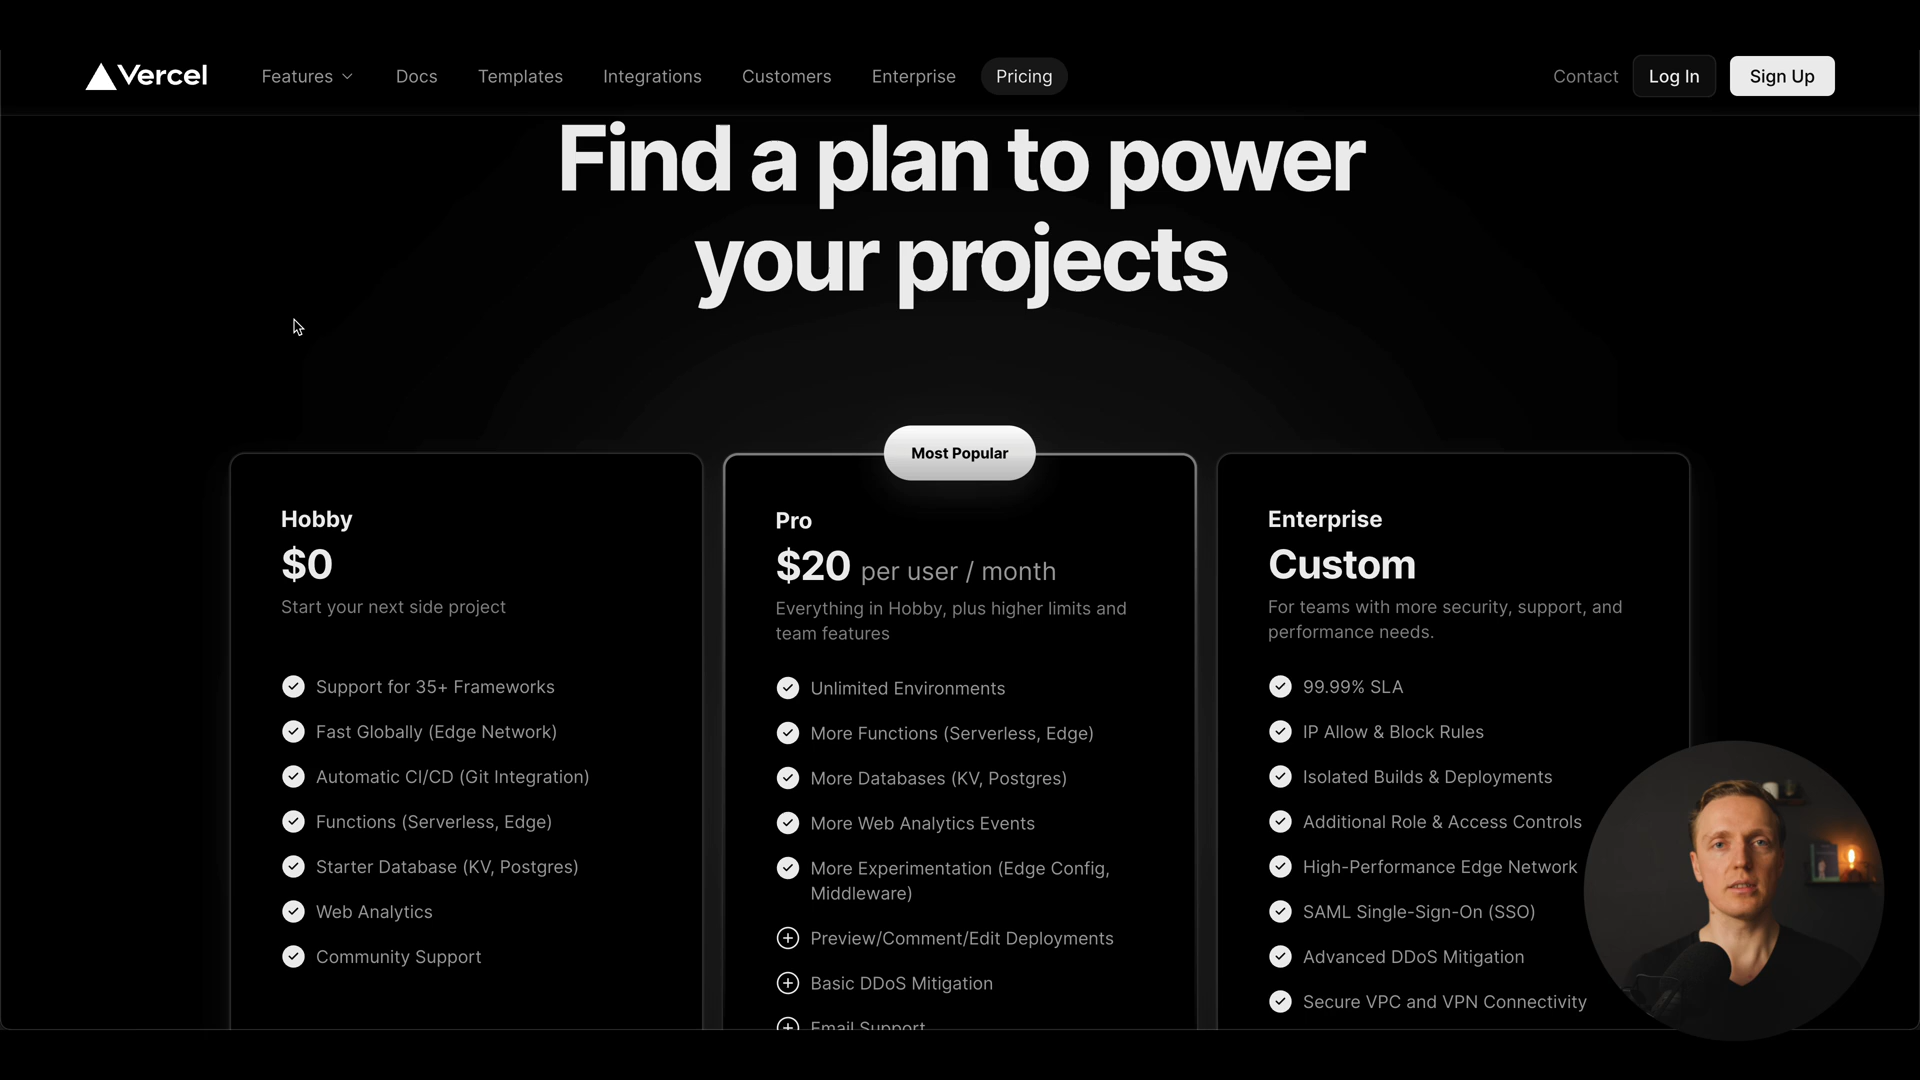 Vercel
Features
Docs
Templates
Integrations
Customers
Enterprise
Pricing
Contact
Log In
Sign Up
Find a plan to power
your projects
Most Popular
Hobby
$0
Start your next side project
Support for 35+ Frameworks
Fast Globally (Edge Network)
Automatic CI/CD (Git Integration)
Functions (Serverless, Edge)
Starter Database (KV, Postgres)
Web Analytics
Community Support
Pro
$20 per user / month
Everything in Hobby, plus higher limits and
team features
Unlimited Environments
More Functions (Serverless, Edge)
More Databases (KV, Postgres)
More Web Analytics Events
More Experimentation (Edge Config,
Middleware)
Preview/Comment/Edit Deployments
Basic DDoS Mitigation
Email Support
Enterprise
Custom
For teams with more security, support, and
performance needs.
99.99% SLA
IP Allow & Block Rules
Isolated Builds & Deployments
Additional Role & Access Controls
High-Performance Edge Network
SAML Single-Sign-On (SSO)
Advanced DDoS Mitigation
Secure VPC and VPN Connectivity